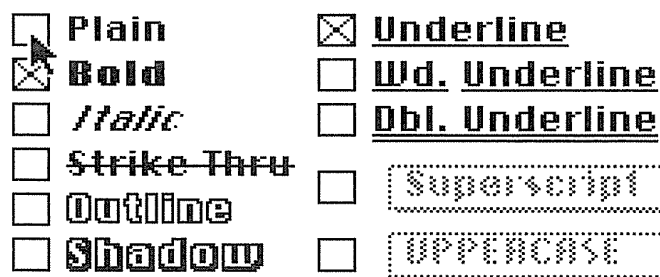 Plain
Bold
Italic
Strike Thru
Outline
Shadow
Underline
Wd. Underline
Dbl. Underline
Superscript
UPPERCASE